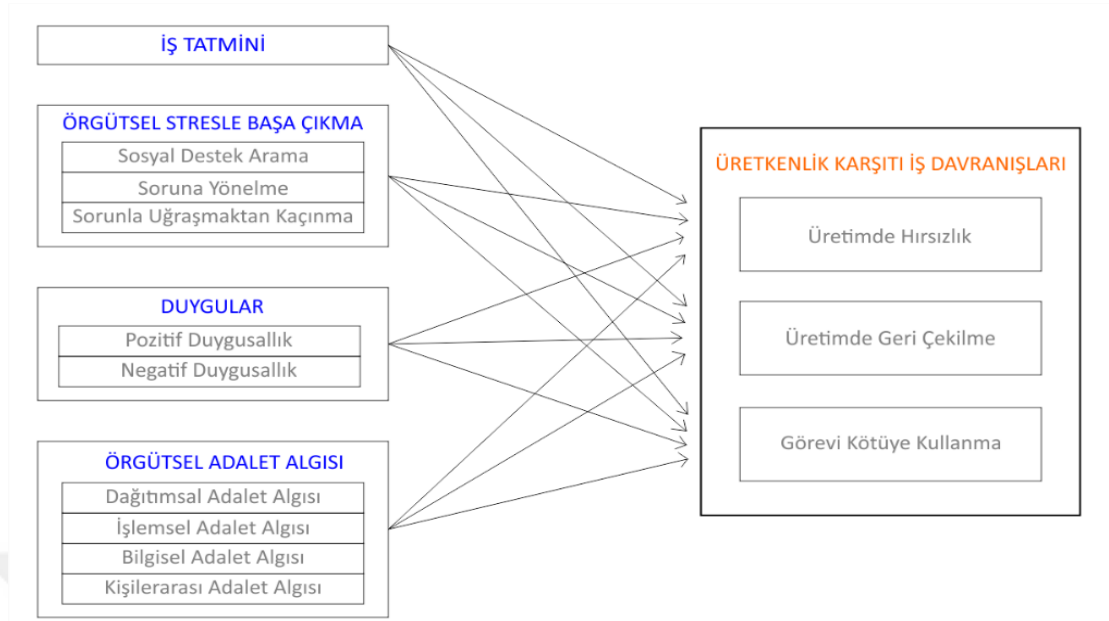 İŞ TATMİNİ
ÖRGÜTSEL STRESLE BAŞA ÇIKMA
Sosyal Destek Arama
Soruna Yönelme
Sorunla Uğraşmaktan Kaçınma
DUYGULAR
Pozitif Duygusallık
Negatif Duygusallık
ÖRGÜTSEL ADALET ALGISI
Dağıtımsal Adalet Algısı
İşlemsel Adalet Algısı
Bilgisel Adalet Algısı
Kişilerarası Adalet Algısı
ÜRETKENLİK KARŞITI İŞ DAVRANIŞLARI
Üretimde Hırsızlık
Üretimde Geri Çekilme
Görevi Kötüye Kullanma